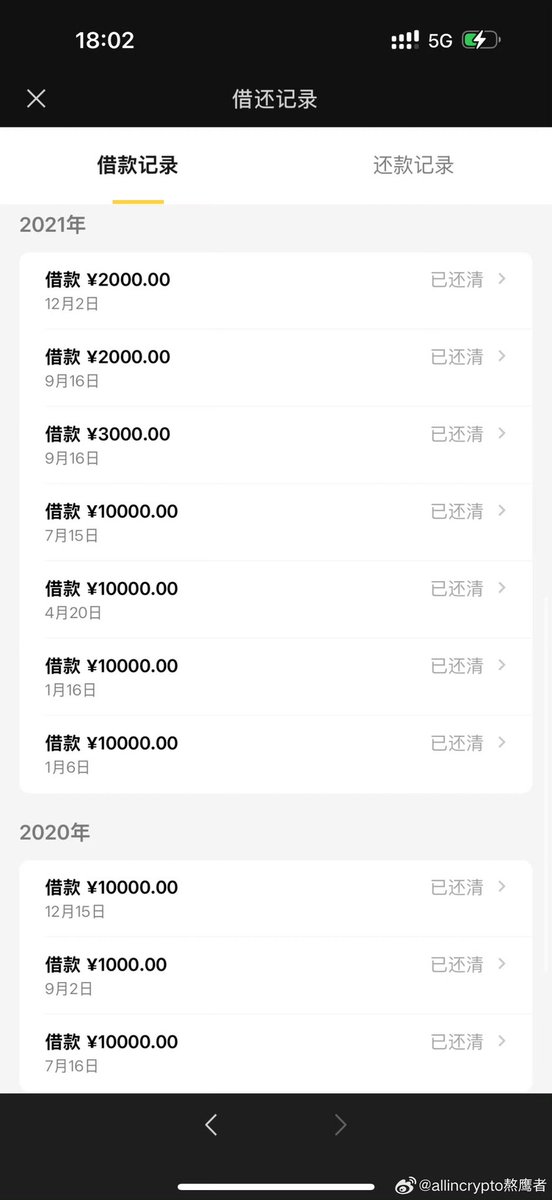 18:02
5G
借还记录
借款记录
还款记录
2021年
借款 ¥2000.00
已还清
12月2日
借款 ¥2000.00
已还清
9月16日
借款 ¥3000.00
已还清
9月16日
借款 ¥10000.00
已还清
7月15日
借款 ¥10000.00
已还清
4月20日
借款 ¥10000.00
已还清
1月16日
借款 ¥10000.00
已还清
1月6日
2020年
借款 ¥10000.00
已还清
12月15日
借款 ¥1000.00
已还清
9月2日
借款 ¥10000.00
已还清
7月16日
@allincrypto熬鹰者